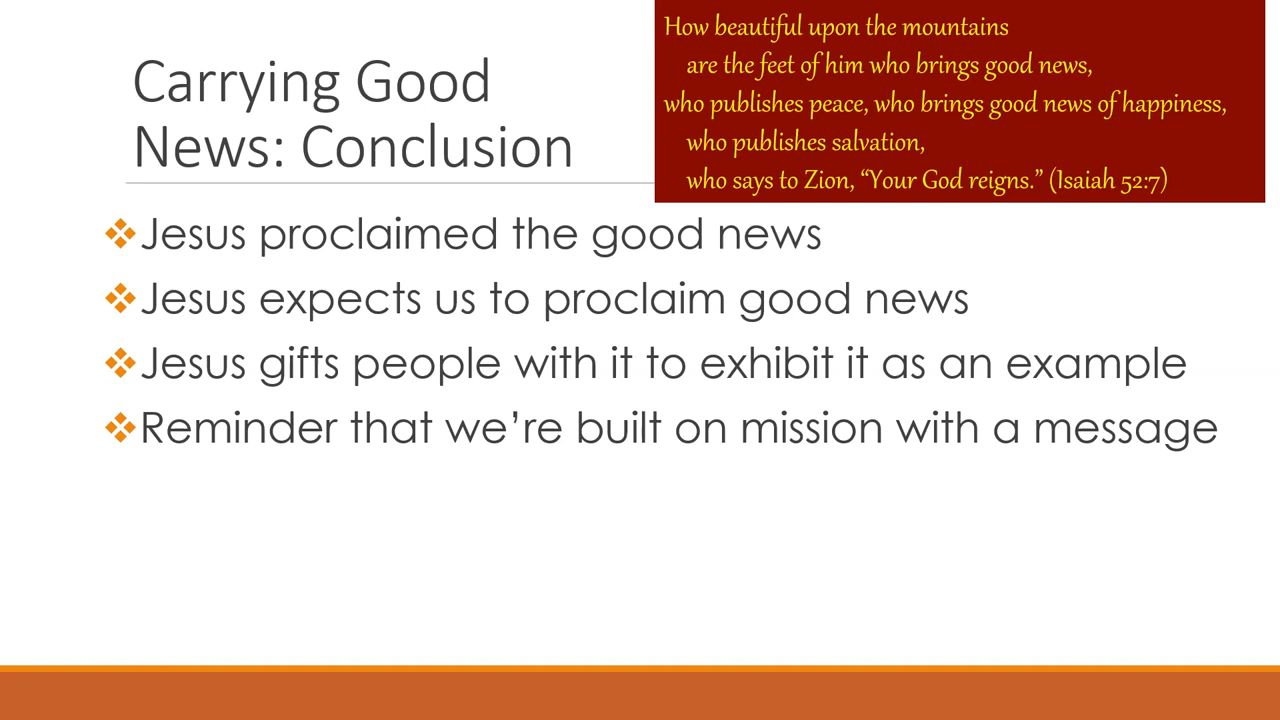 Carrying Good
News: Conclusion
How beautiful upon the mountains
are the feet of him who brings good news,
who publishes peace, who brings good news of happiness,
who publishes salvation,
who says to Zion, “Your God reigns.” (Isaiah 52:7)
Jesus proclaimed the good news
Jesus expects us to proclaim good news
Jesus gifts people with it to exhibit it as an example
Reminder that we’re built on mission with a message